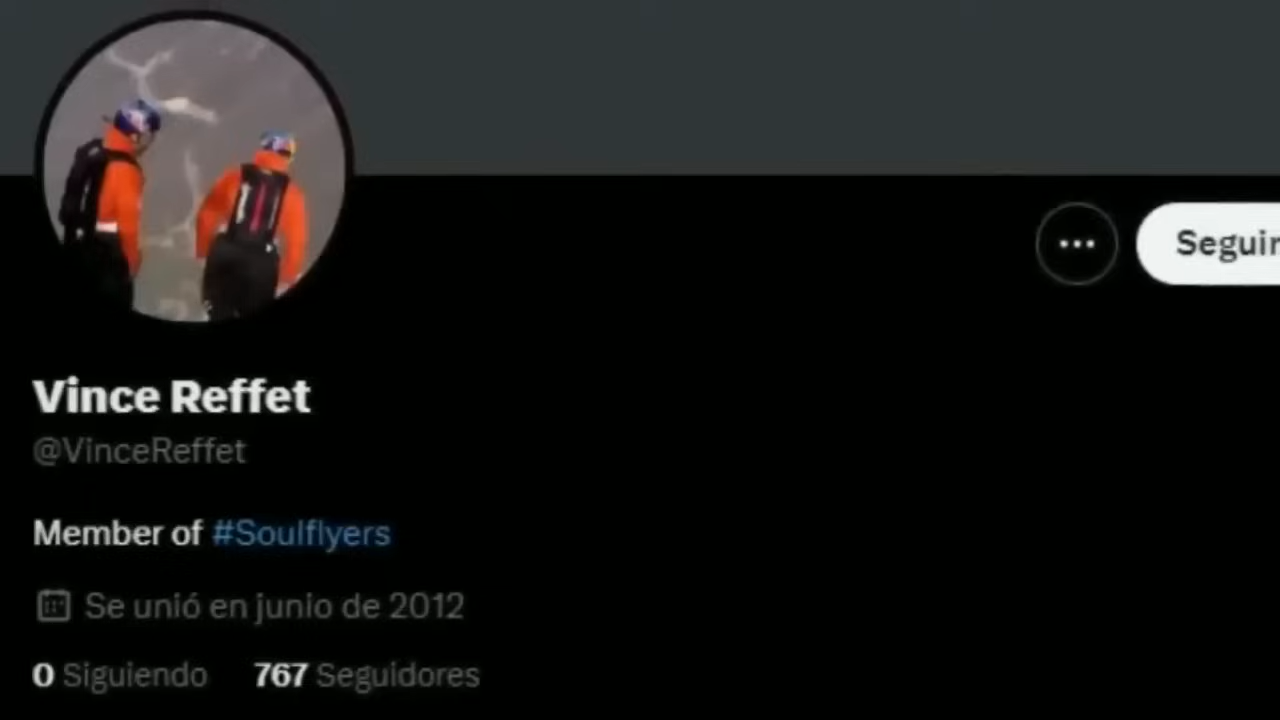 Seguir
Vince Reffet
@VinceReffet
Member of #Soulflyers
Se unió en junio de 2012
0 Siguiendo 767 Seguidores